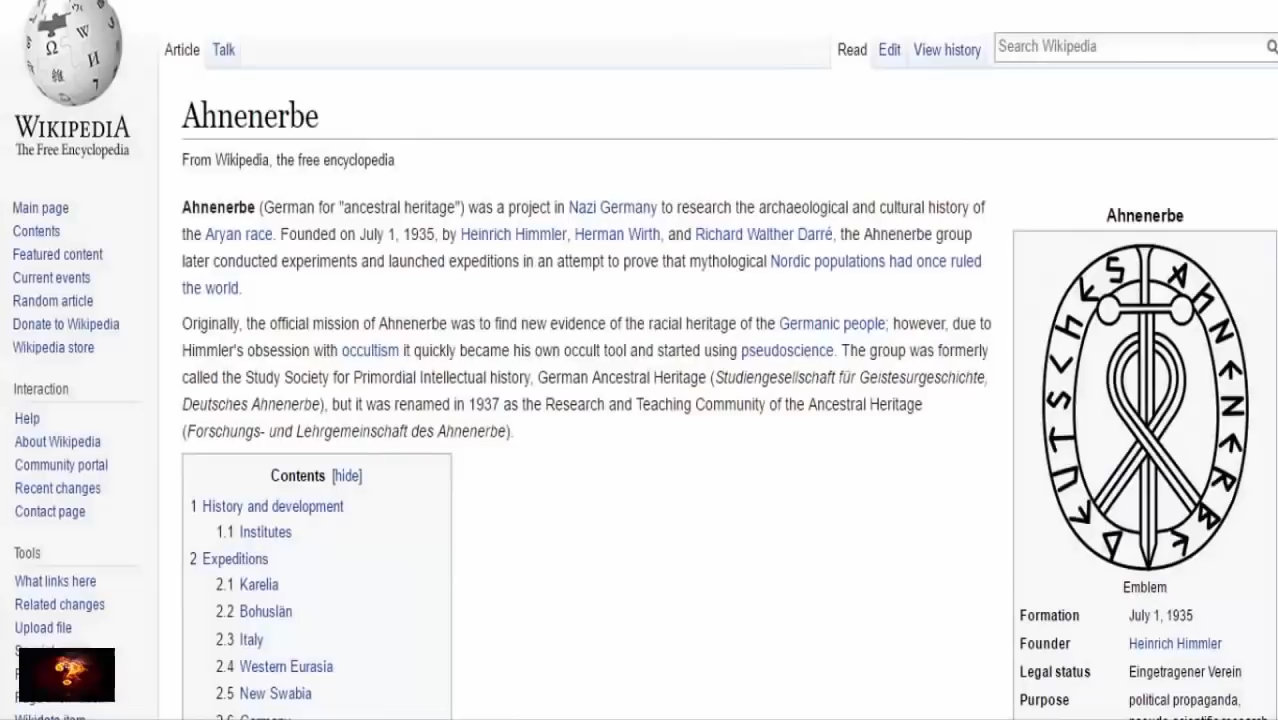 WIKIPEDIA
The Free Encyclopedia
Main page
Contents
Featured content
Current events
Random article
Donate to Wikipedia
Wikipedia store
Interaction
Help
About Wikipedia
Community portal
Recent changes
Contact page
Tools
What links here
Related changes
Upload file
Article Talk
Read Edit View history
Search Wikipedia
Ahnenerbe
From Wikipedia, the free encyclopedia
Ahnenerbe (German for "ancestral heritage") was a project in Nazi Germany to research the archaeological and cultural history of
the Aryan race. Founded on July 1, 1935, by Heinrich Himmler, Herman Wirth, and Richard Walther Darré, the Ahnenerbe group
later conducted experiments and launched expeditions in an attempt to prove that mythological Nordic populations had once ruled
the world.
Originally, the official mission of Ahnenerbe was to find new evidence of the racial heritage of the Germanic people; however, due to
Himmler's obsession with occultism it quickly became his own occult tool and started using pseudoscience. The group was formerly
called the Study Society for Primordial Intellectual history, German Ancestral Heritage (Studiengesellschaft für Geistesurgeschichte,
Deutsches Ahnenerbe), but it was renamed in 1937 as the Research and Teaching Community of the Ancestral Heritage
(Forschungs- und Lehrgemeinschaft des Ahnenerbe).
Contents [hide]
1 History and development
1.1 Institutes
2 Expeditions
2.1 Karelia
2.2 Bohuslän
2.3 Italy
2.4 Western Eurasia
2.5 New Swabia
Ahnenerbe
DEUTSCHES AHNENERBE
Emblem
Formation July 1, 1935
Founder Heinrich Himmler
Legal status Eingetragener Verein
Purpose political propaganda,